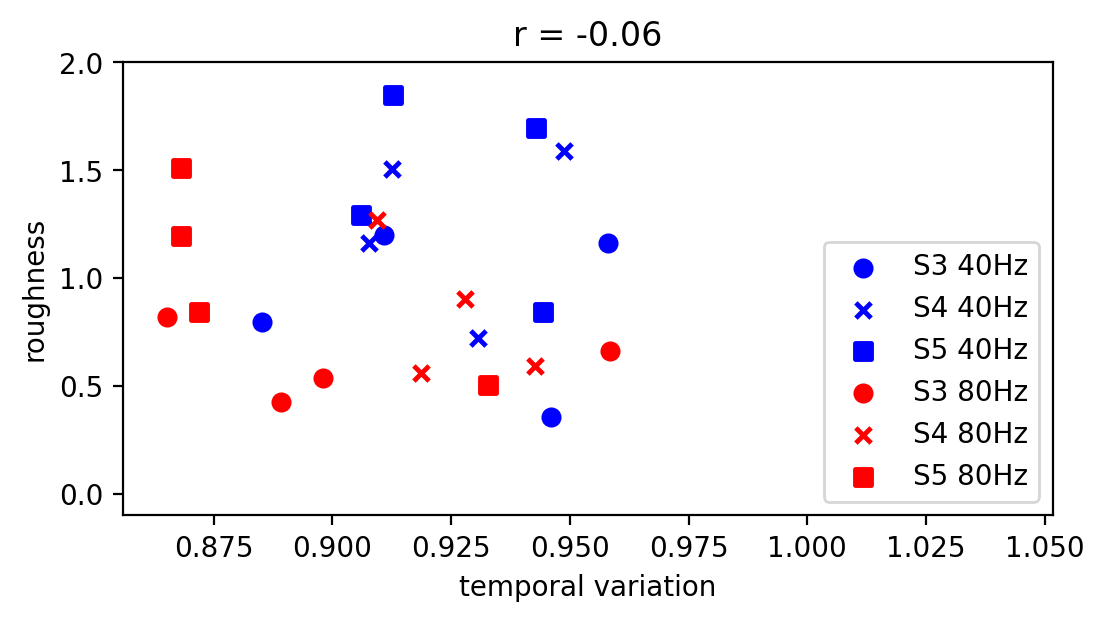 r = -0.06
roughness
2.0
1.5
1.0
0.5
0.0
S3 40Hz
S4 40Hz
S5 40Hz
S3 80Hz
S4 80Hz
S5 80Hz
0.875 0.900 0.925 0.950 0.975 1.000 1.025 1.050
temporal variation